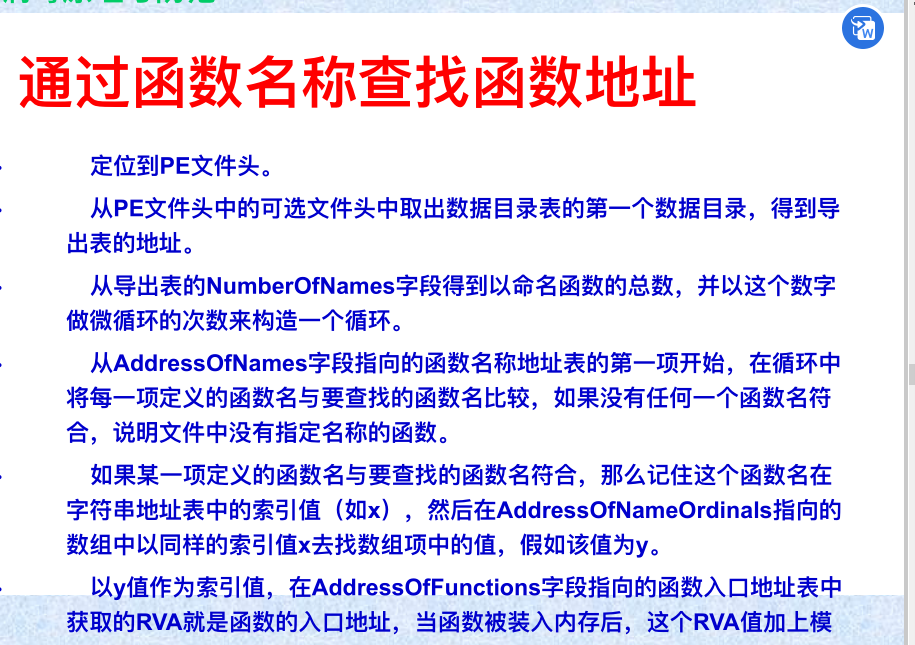 通过函数名称查找函数地址
定位到PE文件头。
从PE文件头中的可选文件头中取出数据目录表的第一个数据目录，得到导
出表的地址。
从导出表的NumberOfNames字段得到以命名函数的总数，并以这个数字
做微循环的次数来构造一个循环。
从AddressOfNames字段指向的函数名称地址表的第一项开始，在循环中
将每一项定义的函数名与要查找的函数名比较，如果没有任何一个函数名符
合，说明文件中没有指定名称的函数。
如果某一项定义的函数名与要查找的函数名符合，那么记住这个函数名在
字符串地址表中的索引值（如x），然后在AddressOfNameOrdinals指向的
数组中以同样的索引值x去找数组项中的值，假如该值为y。
以y值作为索引值，在AddressOfFunctions字段指向的函数入口地址表中
获取的RVA就是函数的入口地址，当函数被装入内存后，这个RVA值加上模
W